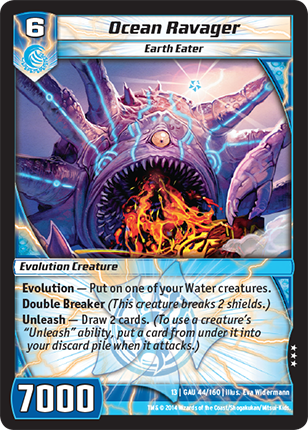 6
Ocean Ravager
Earth Eater
Evolution Creature
Evolution — Put on one of your Water creatures.
Double Breaker (This creature breaks 2 shields.)
Unleash — Draw 2 cards. (To use a creature's
"Unleash" ability, put a card from under it into
your discard pile when it attacks.)
7000
13 | GAU 44/160 | Illus. Eva Widermann
TM & © 2014 Wizards of the Coast/Shogakukan/Mitsui-Kids.